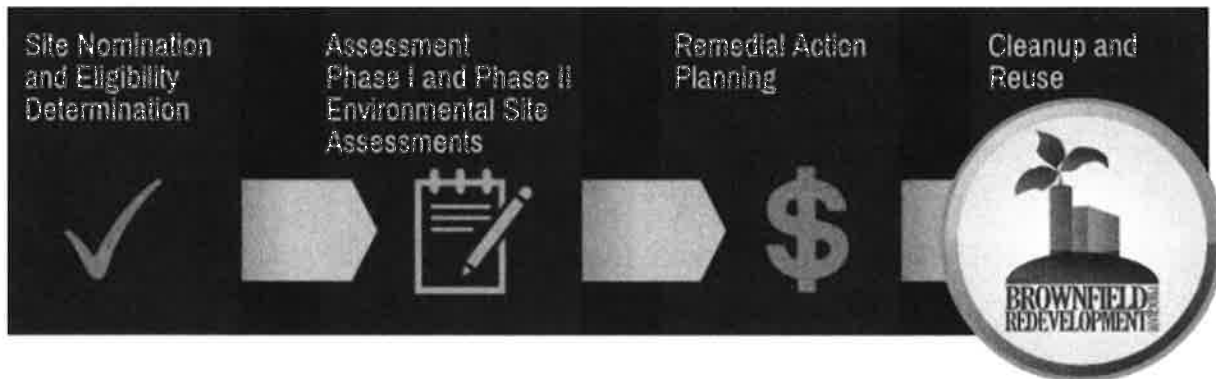 Site Nomination
and Eligibility
Determination
Assessment
Phase I and Phase II
Environmental Site
Assessments
Remedial Action
Planning
Cleanup and
Reuse
$
BROWNFIELD
REDEVELOPMENT